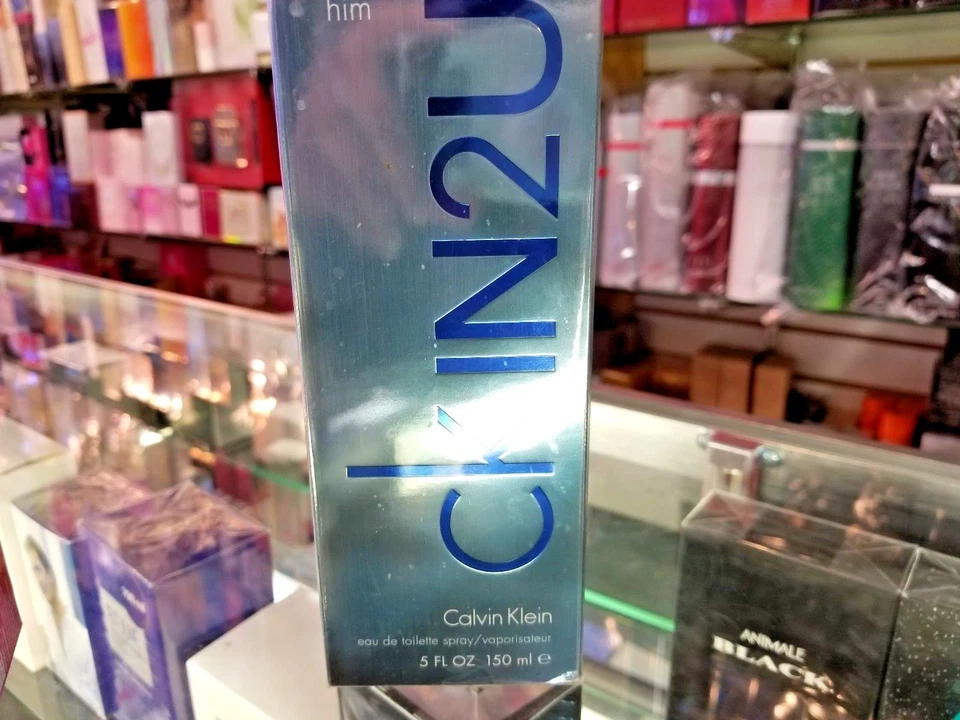 him
ck IN2U
Calvin Klein
eau de toilette spray/vaporisateur
5 FL OZ 150 ml e
ANIMALE
BLACK